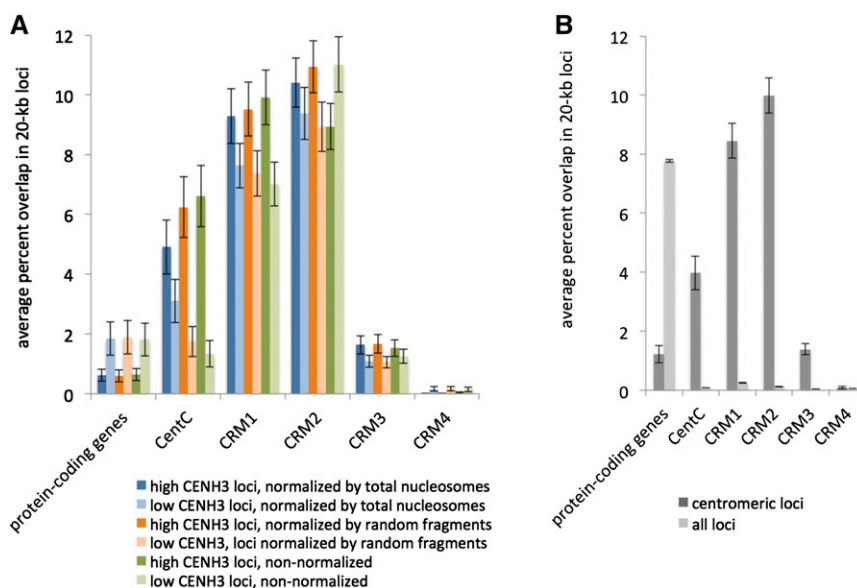 A
average percent overlap in 20-kb loci
12
10
8
6
4
2
0
protein-coding genes
CentC
CRM1
CRM2
CRM3
CRM4
high CENH3 loci, normalized by total nucleosomes
low CENH3 loci, normalized by total nucleosomes
high CENH3 loci, normalized by random fragments
low CENH3, loci normalized by random fragments
high CENH3 loci, non-normalized
low CENH3 loci, non-normalized
B
average percent overlap in 20-kb loci
12
10
8
6
4
2
0
protein-coding genes
CentC
CRM1
CRM2
CRM3
CRM4
centromeric loci
all loci